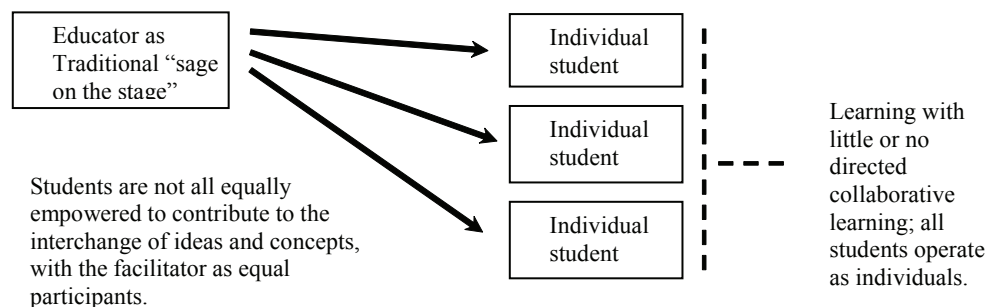 Educator as
Traditional “sage
on the stage”
Individual
student
Individual
student
Individual
student
Students are not all equally
empowered to contribute to the
interchange of ideas and concepts,
with the facilitator as equal
participants.
Learning with
little or no
directed
collaborative
learning; all
students operate
as individuals.